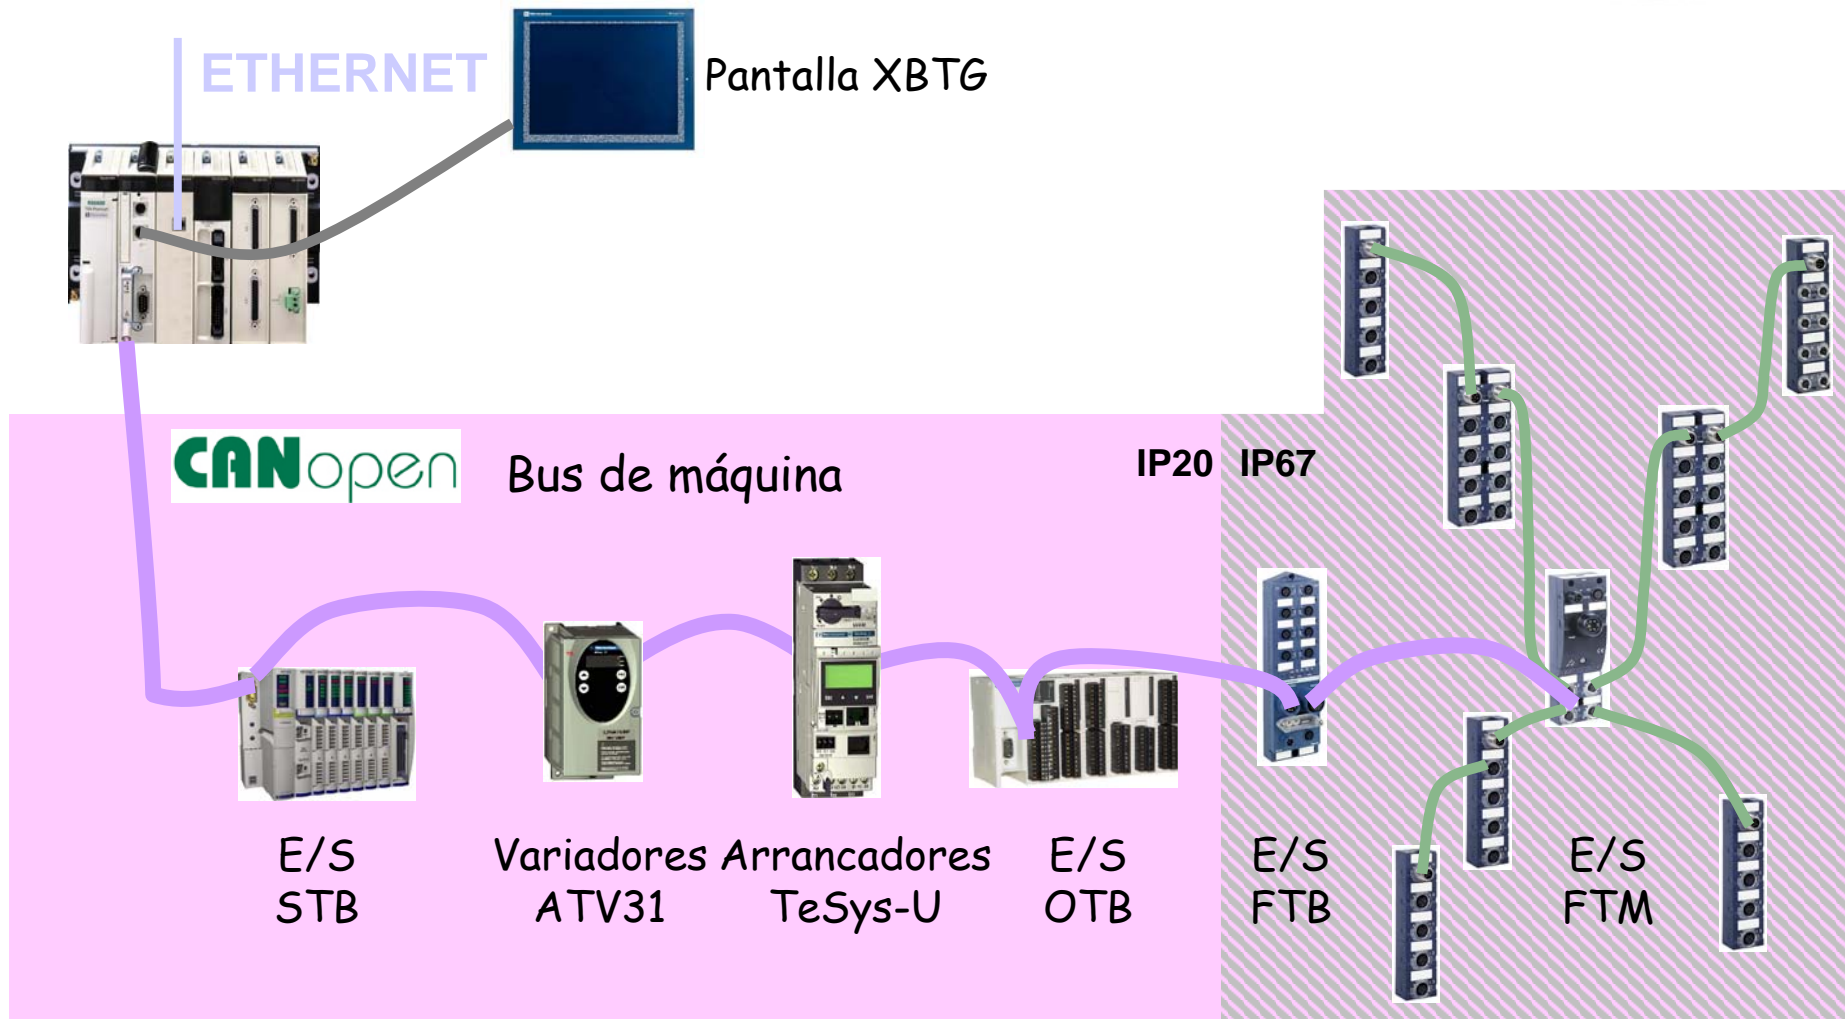 ETHERNET
Pantalla XBTG
CANopen
Bus de máquina
IP20
IP67
E/S
STB
Variadores
ATV31
Arrancadores
TeSys-U
E/S
OTB
E/S
FTB
E/S
FTM